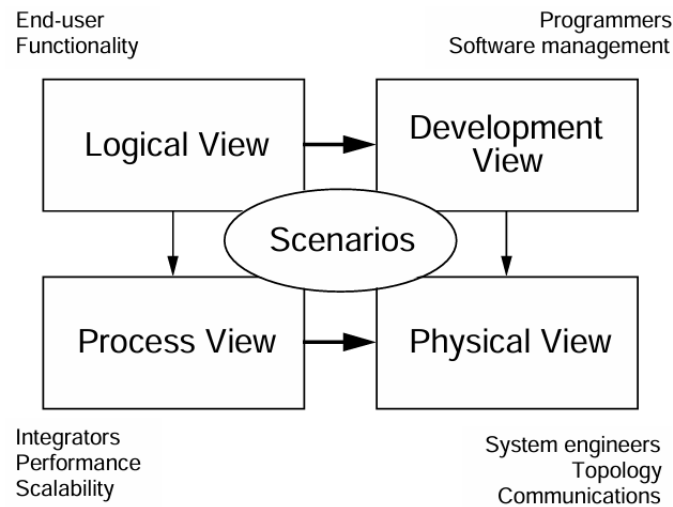 End-user
Functionality
Programmers
Software management
Logical View
Development
View
Scenarios
Process View
Physical View
Integrators
Performance
Scalability
System engineers
Topology
Communications